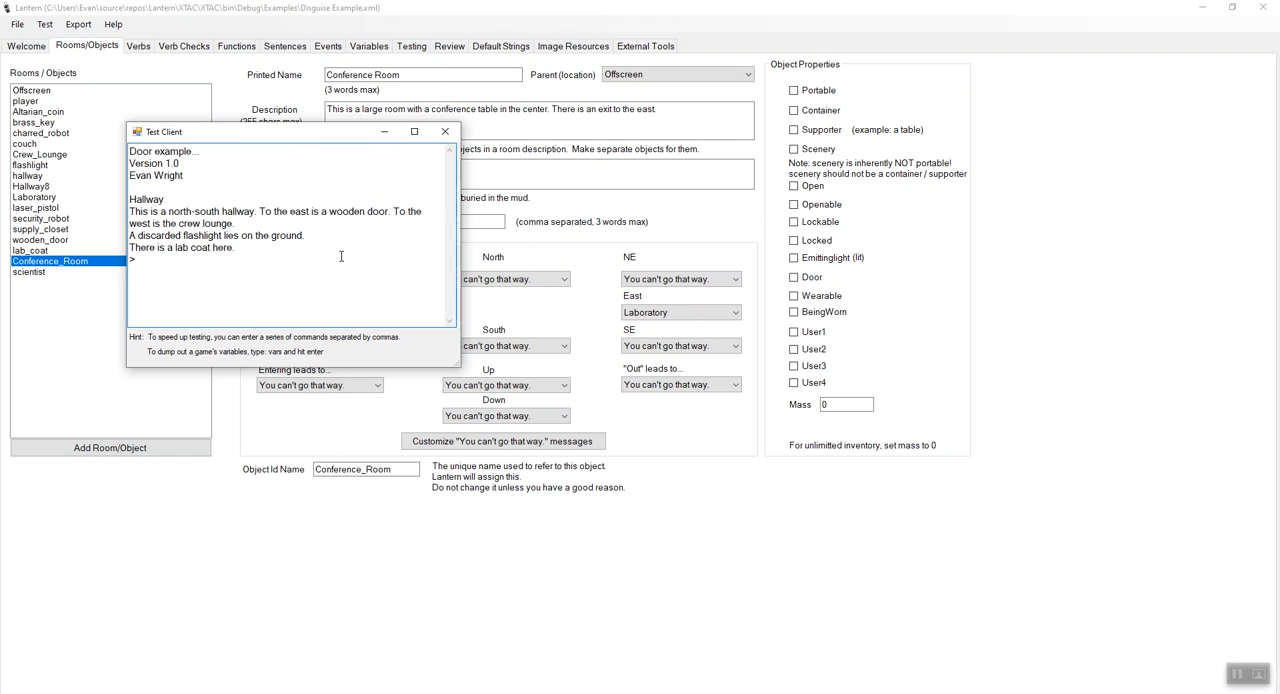 Lantern (C:\Users\Evan\source\repos\Lantern\XTAC\XTAC\bin\Debug\Examples\Disguise Example.xml)
File Test Export Help
Welcome Rooms/Objects Verbs Verb Checks Functions Sentences Events Variables Testing Review Default Strings Image Resources External Tools
Rooms / Objects
Offscreen
player
Altarian_coin
brass_key
charred_robot
couch
Crew_Lounge
flashlight
hallway
Hallway8
Laboratory
laser_pistol
security_robot
supply_closet
wooden_door
lab_coat
Conference_Room
scientist
Add Room/Object
Printed Name Conference Room Parent (location) Offscreen
(3 words max)
Description This is a large room with a conference table in the center. There is an exit to the east.
Test Client
Door example...
Version 1.0
Evan Wright
Hallway
This is a north-south hallway. To the east is a wooden door. To the
west is the crew lounge.
A discarded flashlight lies on the ground.
There is a lab coat here.
>
Hint: To speed up testing, you can enter a series of commands separated by commas.
To dump out a game's variables, type: vars and hit enter
jects in a room description. Make separate objects for them.
buried in the mud.
(comma separated, 3 words max)
North NE
can't go that way. You can't go that way.
East
Laboratory
South SE
can't go that way. You can't go that way.
Entering leads to... Up "Out" leads to...
You can't go that way. You can't go that way. You can't go that way.
Down
You can't go that way.
Customize "You can't go that way." messages
Object Id Name Conference_Room The unique name used to refer to this object.
Lantern will assign this.
Do not change it unless you have a good reason.
Object Properties
Portable
Container
Supporter (example: a table)
Scenery
Note: scenery is inherently NOT portable!
scenery should not be a container / supporter
Open
Openable
Lockable
Locked
Emittinglight (lit)
Door
Wearable
BeingWorn
User1
User2
User3
User4
Mass 0
For unlimitted inventory, set mass to 0